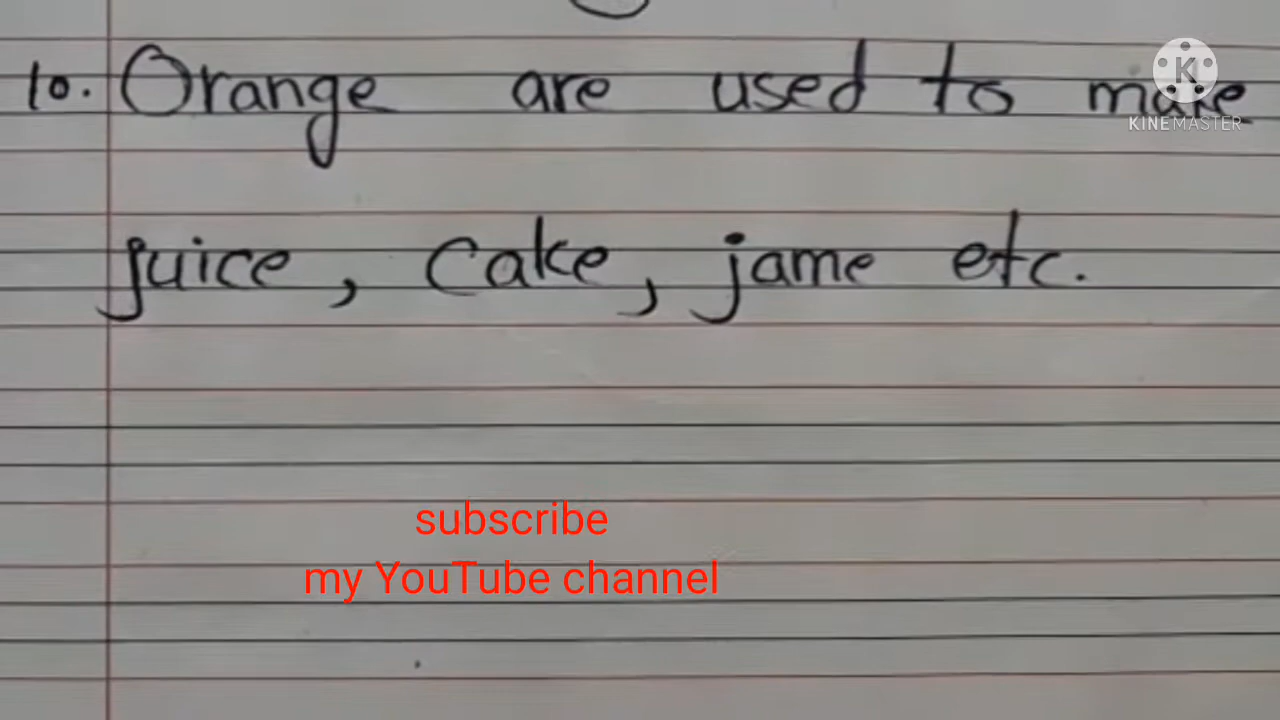 10. Orange are used to make
K
KINEMASTER
juice, Cake, jame etc.
subscribe
my YouTube channel